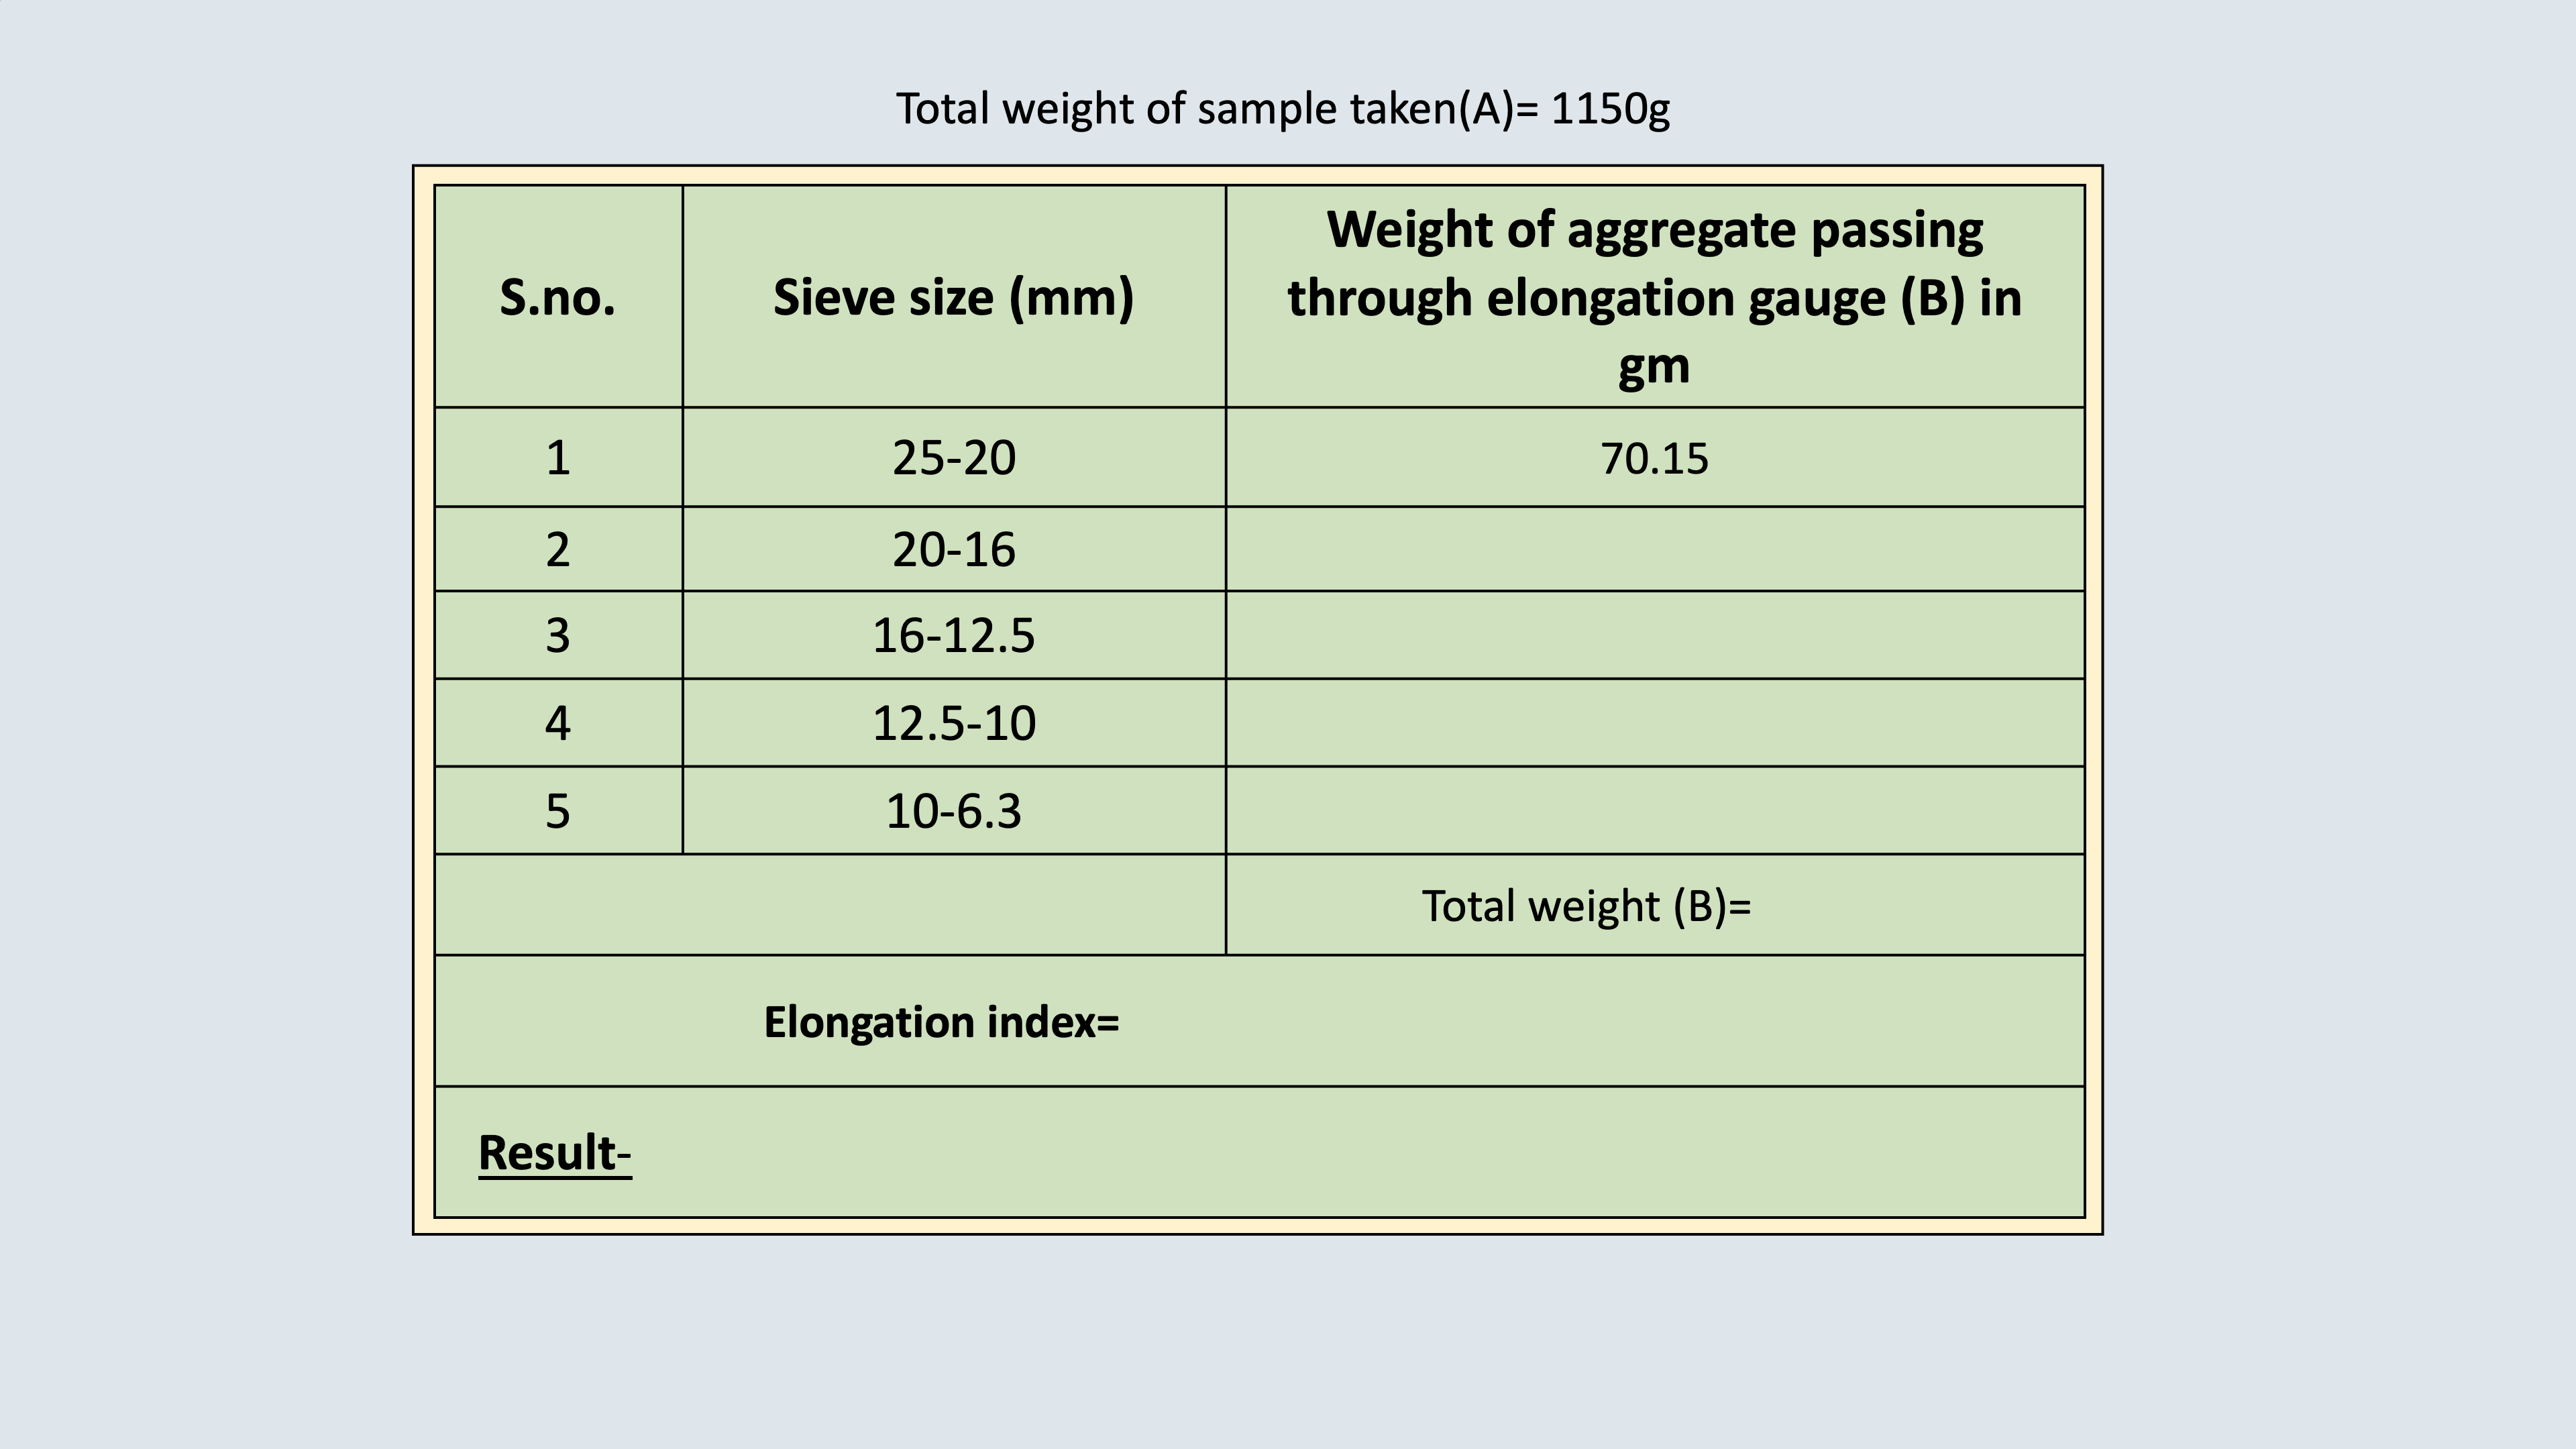 Total weight of sample taken(A)= 1150g
S.no.
Sieve size (mm)
Weight of aggregate passing
through elongation gauge (B) in
gm
1
25-20
70.15
2
20-16
3
16-12.5
4
12.5-10
5
10-6.3
Total weight (B)=
Elongation index=
Result-